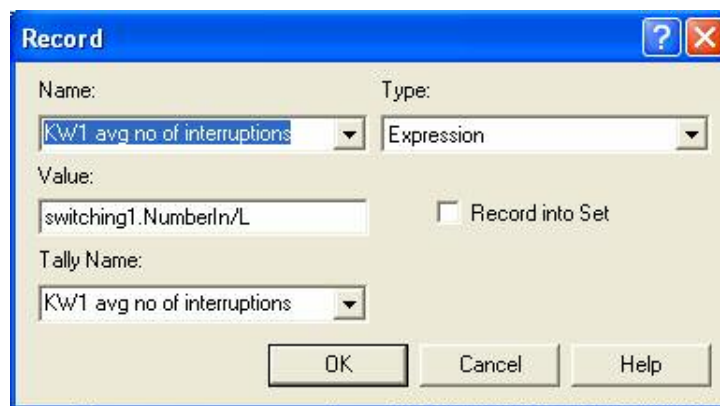 Record
Name: Type:
KW1 avg no of interruptions Expression
Value:
switching1.NumberIn/L Record into Set
Tally Name:
KW1 avg no of interruptions
OK Cancel Help